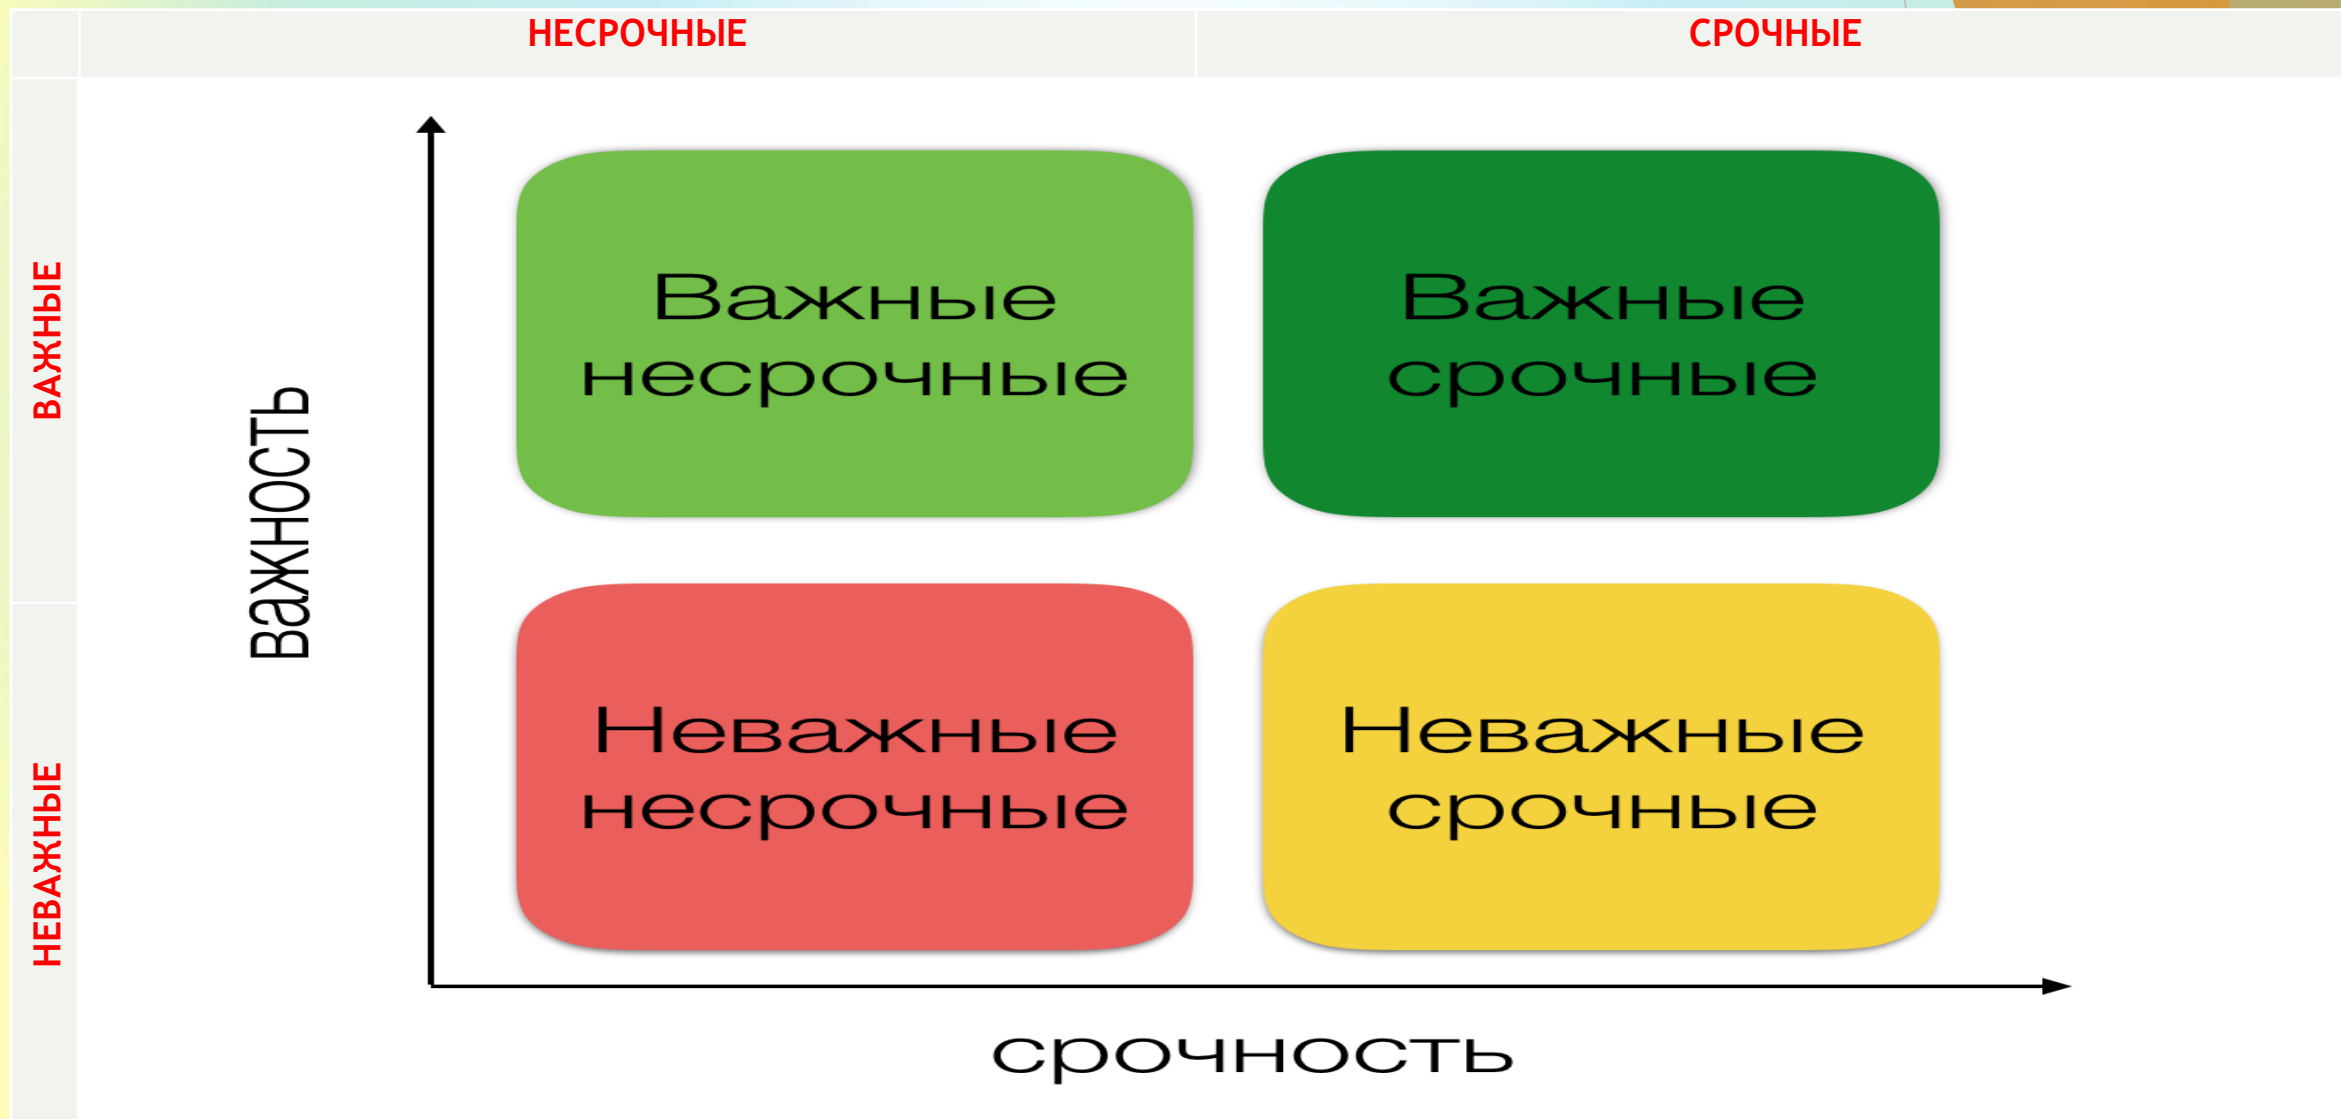 НЕСРОЧНЫЕ
СРОЧНЫЕ
ВАЖНЫЕ
НЕВАЖНЫЕ
важность
Важные
несрочные
Важные
срочные
Неважные
несрочные
Неважные
срочные
срочность